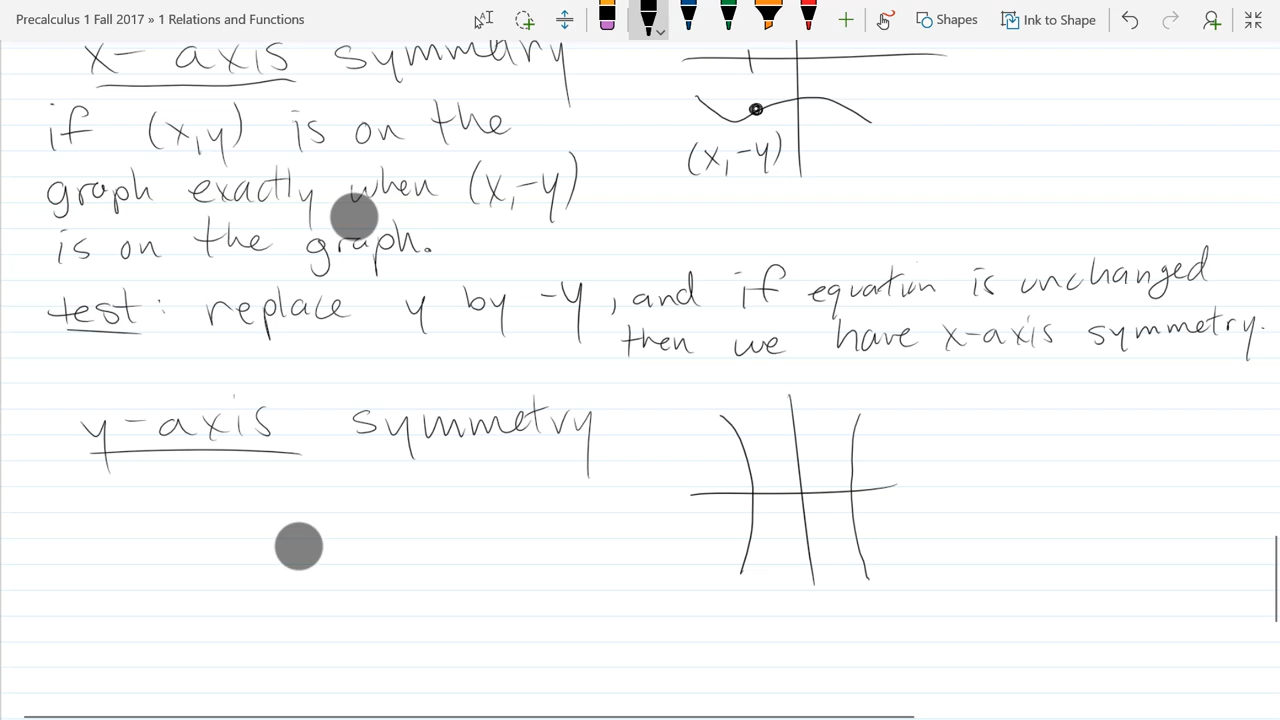 Precalculus 1 Fall 2017 » 1 Relations and Functions
Shapes
Ink to Shape
x-axis symmetry
if (x,y) is on the
graph exactly when (x,-y)
is on the graph.
(x,-y)
test: replace y by -y, and if equation is unchanged
then we have x-axis symmetry.
y-axis symmetry